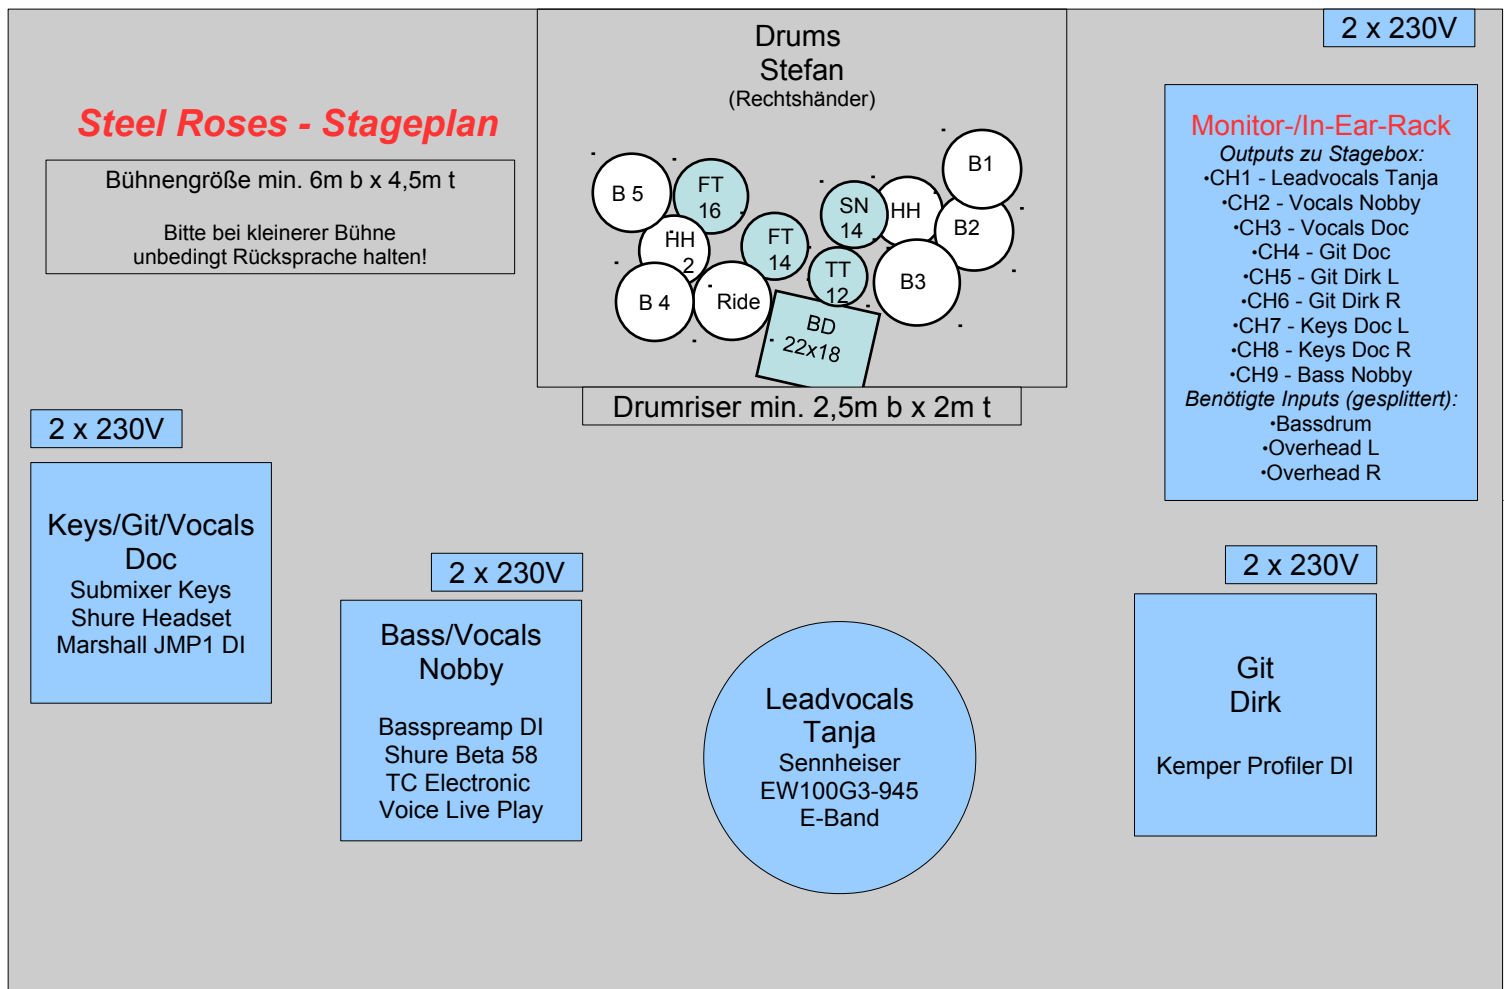 Steel Roses - Stageplan
Bühnengröße min. 6m b x 4,5m t
Bitte bei kleinerer Bühne
unbedingt Rücksprache halten!
Drums
Stefan
(Rechtshänder)
B 5
FT
16
HH
2
B 4
Ride
FT
14
SN
14
TT
12
HH
B1
B2
B3
BD
22x18
Drumriser min. 2,5m b x 2m t
2 x 230V
Monitor-/In-Ear-Rack
Outputs zu Stagebox:
•CH1 - Leadvocals Tanja
•CH2 - Vocals Nobby
•CH3 - Vocals Doc
•CH4 - Git Doc
•CH5 - Git Dirk L
•CH6 - Git Dirk R
•CH7 - Keys Doc L
•CH8 - Keys Doc R
•CH9 - Bass Nobby
Benötigte Inputs (gesplittert):
•Bassdrum
•Overhead L
•Overhead R
2 x 230V
Keys/Git/Vocals
Doc
Submixer Keys
Shure Headset
Marshall JMP1 DI
2 x 230V
Bass/Vocals
Nobby
Basspreamp DI
Shure Beta 58
TC Electronic
Voice Live Play
Leadvocals
Tanja
Sennheiser
EW100G3-945
E-Band
2 x 230V
Git
Dirk
Kemper Profiler DI